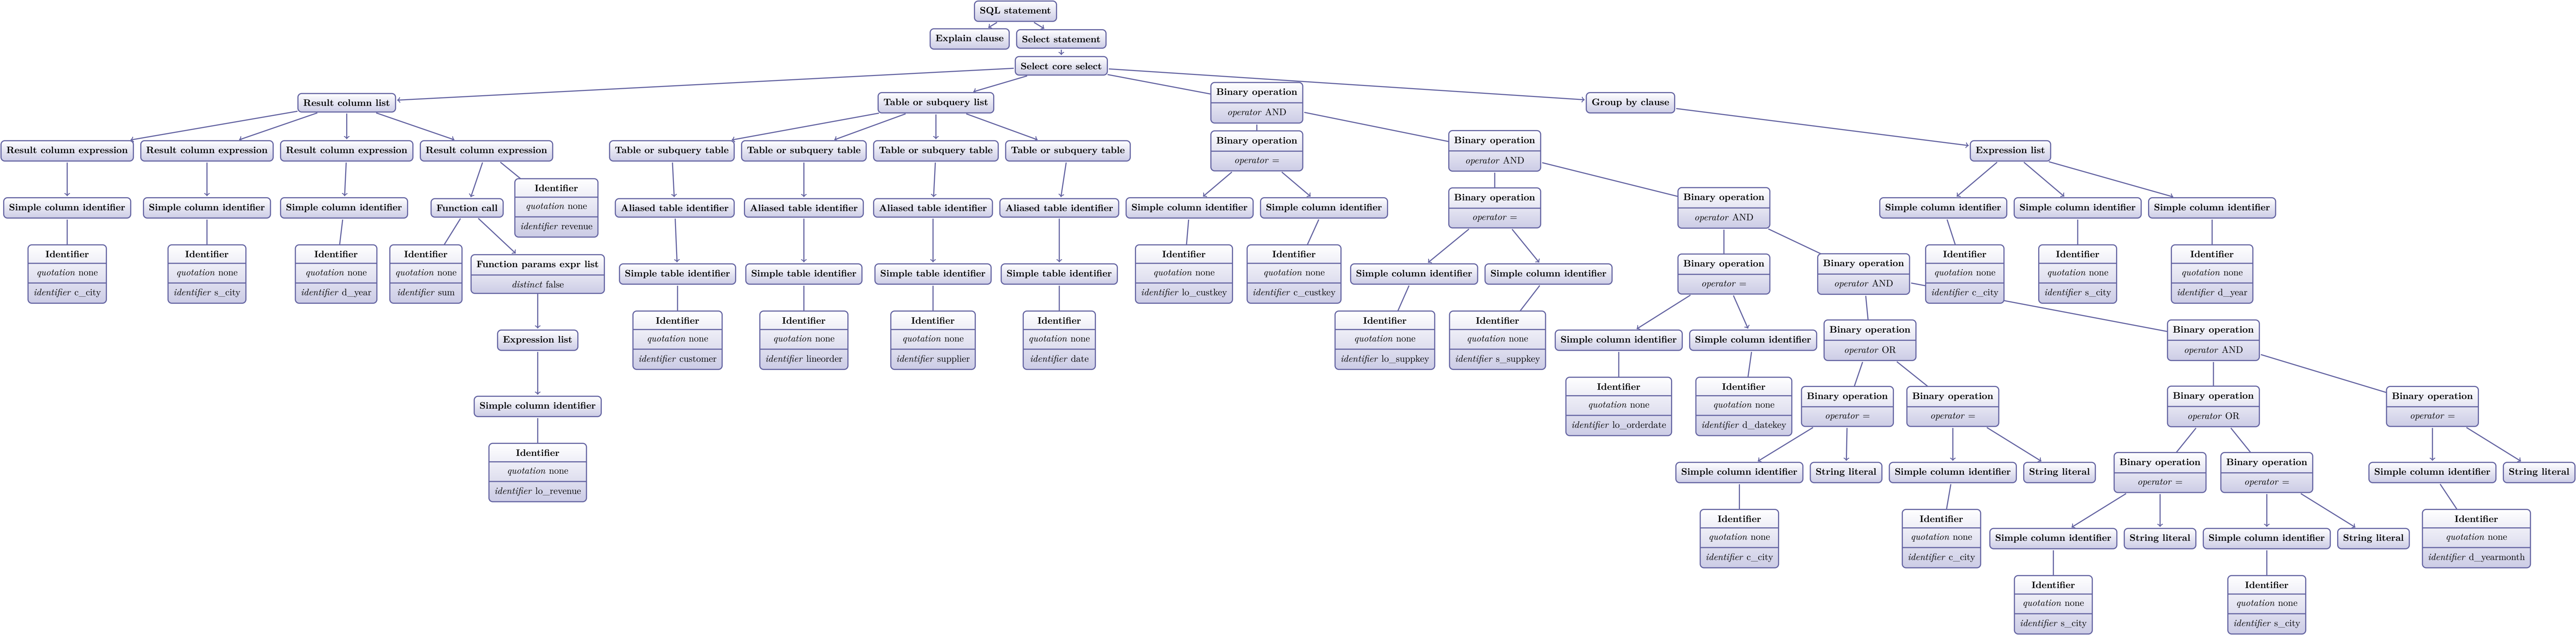 SQL statement
Explain clause
Select statement
Select core select
Result column list
Table or subquery list
Binary operation
operator AND
Group by clause
Result column expression
Result column expression
Result column expression
Result column expression
Table or subquery table
Table or subquery table
Table or subquery table
Table or subquery table
Binary operation
operator =
Binary operation
operator AND
Expression list
Simple column identifier
Simple column identifier
Simple column identifier
Function call
Identifier
quotation none
identifier revenue
Aliased table identifier
Aliased table identifier
Aliased table identifier
Aliased table identifier
Simple column identifier
Simple column identifier
Binary operation
operator =
Binary operation
operator AND
Simple column identifier
Simple column identifier
Simple column identifier
Identifier
quotation none
identifier c_city
Identifier
quotation none
identifier s_city
Identifier
quotation none
identifier d_year
Identifier
quotation none
identifier sum
Function params expr list
distinct false
Simple table identifier
Simple table identifier
Simple table identifier
Simple table identifier
Identifier
quotation none
identifier lo_custkey
Identifier
quotation none
identifier c_custkey
Simple column identifier
Simple column identifier
Binary operation
operator =
Binary operation
operator AND
Identifier
quotation none
identifier c_city
Identifier
quotation none
identifier s_city
Identifier
quotation none
identifier d_year
Expression list
Identifier
quotation none
identifier customer
Identifier
quotation none
identifier lineorder
Identifier
quotation none
identifier supplier
Identifier
quotation none
identifier date
Identifier
quotation none
identifier lo_suppkey
Identifier
quotation none
identifier s_suppkey
Simple column identifier
Simple column identifier
Binary operation
operator OR
Binary operation
operator AND
Simple column identifier
Identifier
quotation none
identifier lo_orderdate
Identifier
quotation none
identifier d_datekey
Binary operation
operator =
Binary operation
operator =
Binary operation
operator OR
Binary operation
operator =
Identifier
quotation none
identifier lo_revenue
Simple column identifier
String literal
Simple column identifier
String literal
Binary operation
operator =
Binary operation
operator =
Simple column identifier
String literal
Identifier
quotation none
identifier c_city
Identifier
quotation none
identifier c_city
Simple column identifier
String literal
Simple column identifier
String literal
Identifier
quotation none
identifier d_yearmonth
Identifier
quotation none
identifier s_city
Identifier
quotation none
identifier s_city